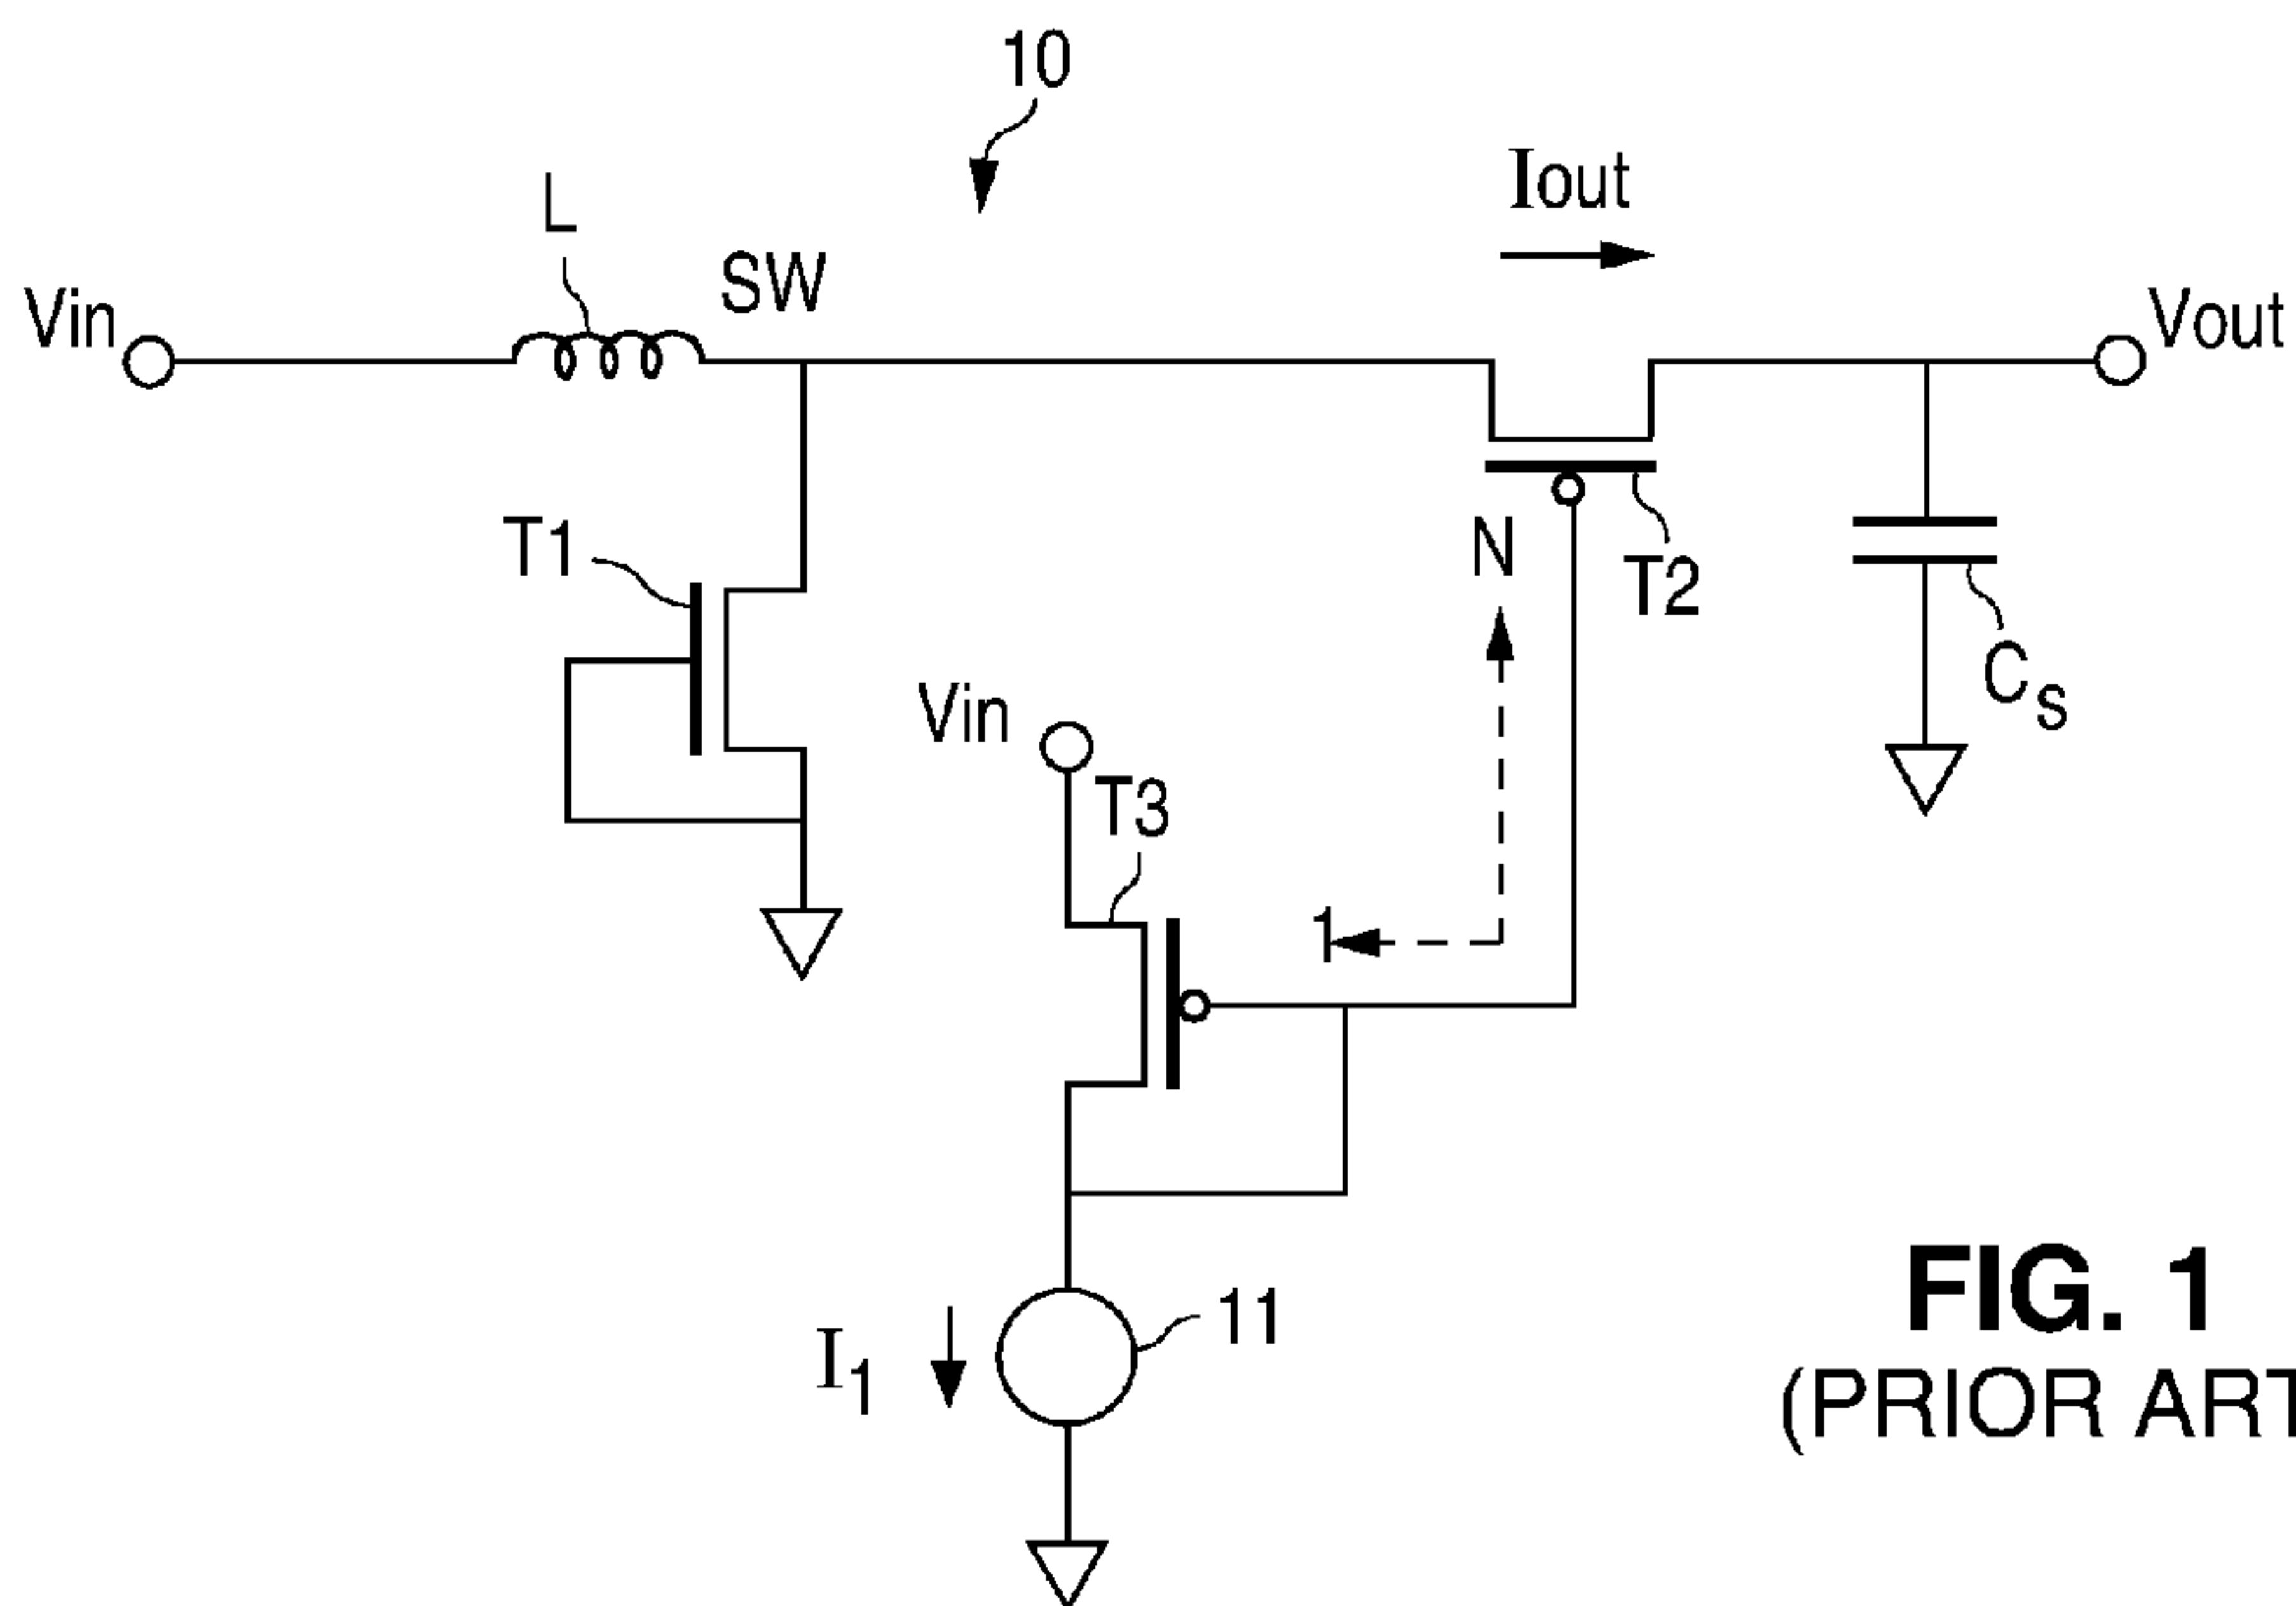 10
Iout
L
SW
Vin
Vout
T1
N
T2
Cs
Vin
T3
1
11
I1
FIG. 1
(PRIOR ART